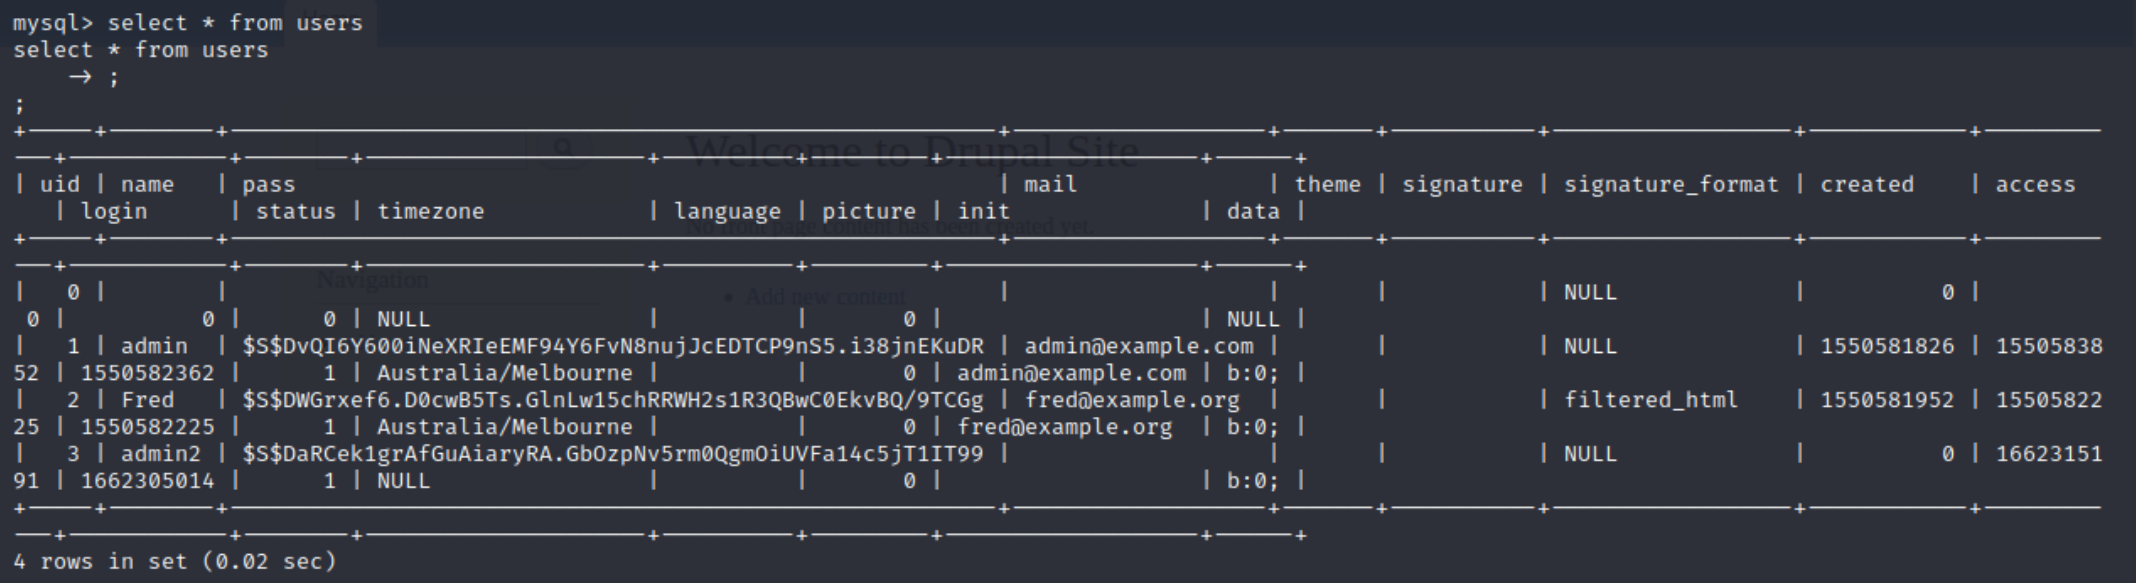 mysql> select * from users
select * from users
    → ;
;
Welcome to Drupal Site
| uid | name   | pass                                                    | mail              | theme | signature | signature_format | created    | access
   | login      | status | timezone            | language | picture | init              | data |
No front page content has been created yet.
Navigation
|   0 |        |                                                         |                   |       |           | NULL             |          0 |
Add new content
 0 |          0 |      0 | NULL                |          |       0 |                   | NULL |
|   1 | admin  | $S$DvQI6Y600iNeXRIeEMF94Y6FvN8nujJcEDTCP9nS5.i38jnEKuDR | admin@example.com |       |           | NULL             | 1550581826 | 15505838
52 | 1550582362 |      1 | Australia/Melbourne |          |       0 | admin@example.com | b:0; |
|   2 | Fred   | $S$DWGrxef6.D0cwB5Ts.GlnLw15chRRWH2s1R3QBwC0EkvBQ/9TCGg | fred@example.org  |       |           | filtered_html    | 1550581952 | 15505822
25 | 1550582225 |      1 | Australia/Melbourne |          |       0 | fred@example.org  | b:0; |
|   3 | admin2 | $S$DaRCek1grAfGuAiaryRA.GbOzpNv5rm0QgmOiUVFa14c5jT1IT99 |                   |       |           | NULL             |          0 | 16623151
91 | 1662305014 |      1 | NULL                |          |       0 |                   | b:0; |
4 rows in set (0.02 sec)